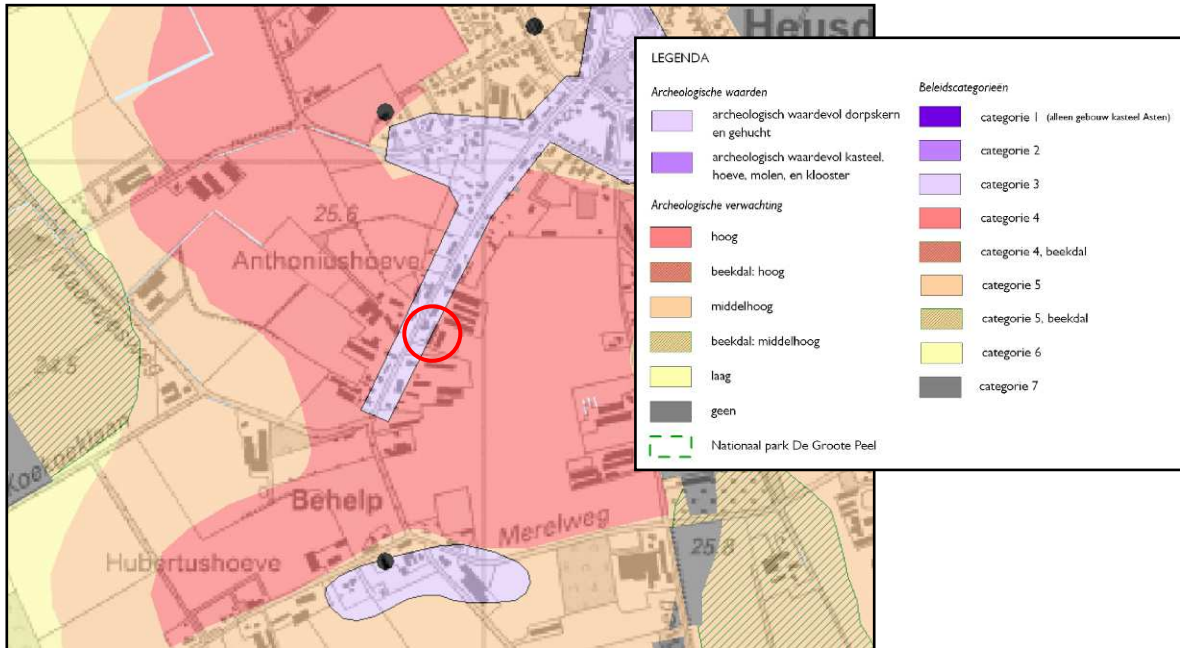 Heusd
25.6
Anthoniushoeve
24.5
Koekoeklaan
Behelp
Merelweg
Hubertushoeve
25.8
LEGENDA
Archeologische waarden
archeologisch waardevol dorpskern
en gehucht
archeologisch waardevol kasteel,
hoeve, molen, en klooster
Archeologische verwachting
hoog
beekdal: hoog
middelhoog
beekdal: middelhoog
laag
geen
Nationaal park De Groote Peel
Beleidscategorieën
categorie 1 (alleen gebouw kasteel Asten)
categorie 2
categorie 3
categorie 4
categorie 4, beekdal
categorie 5
categorie 5, beekdal
categorie 6
categorie 7